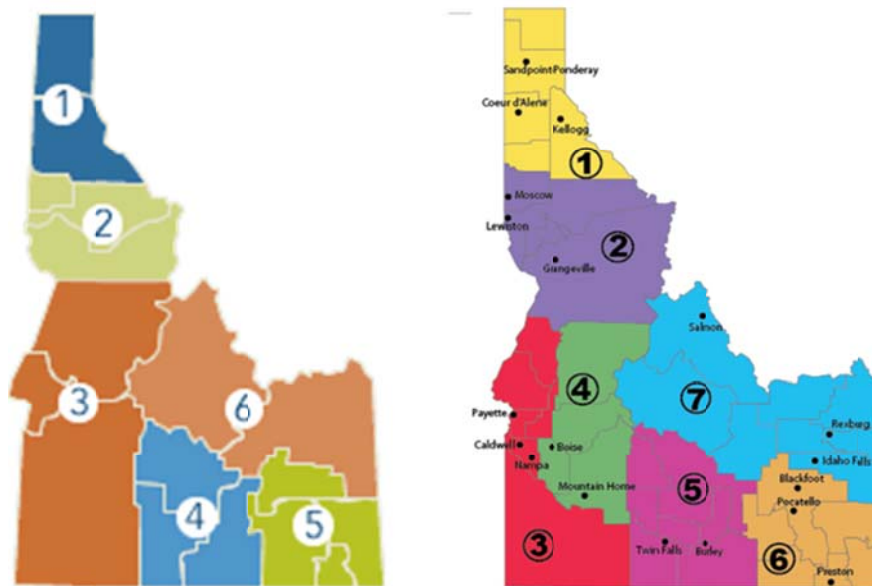 1
2
3
6
4
5
Sandpoint Ponderay
Coeur d'Alene
Kellogg
1
Moscow
2
Lewiston
Grangeville
Salmon
4
7
Payette
Rexburg
Caldwell
Boise
Idaho Falls
Nampa
Blackfoot
5
Mountain Home
Pocatello
3
Twin Falls
Burley
6
Preston